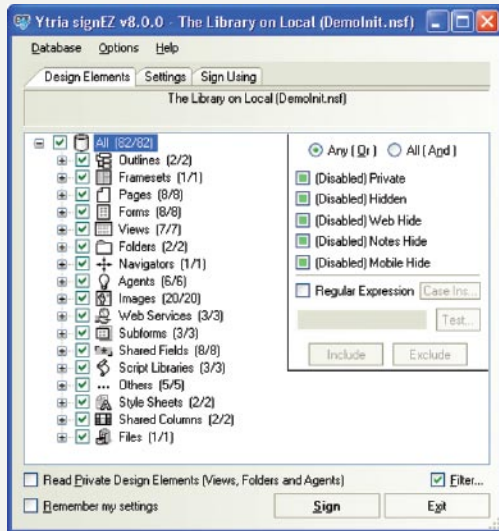 Ytria signEZ v8.0.0 - The Library on Local (DemoInit.nsf)
Database Options Help
Design Elements Settings Sign Using
The Library on Local (DemoInit.nsf)
All (82/82)
Outlines (2/2)
Framesets (1/1)
Pages (8/8)
Forms (8/8)
Views (7/7)
Folders (2/2)
Navigators (1/1)
Agents (6/6)
Images (20/20)
Web Services (3/3)
Subforms (3/3)
Shared Fields (8/8)
Script Libraries (3/3)
Others (5/5)
Style Sheets (2/2)
Shared Columns (2/2)
Files (1/1)
Any (Or) All (And)
(Disabled) Private
(Disabled) Hidden
(Disabled) Web Hide
(Disabled) Notes Hide
(Disabled) Mobile Hide
Regular Expression Case Ins...
Test...
Include Exclude
Read Private Design Elements (Views, Folders and Agents) Filter...
Remember my settings Sign Exit